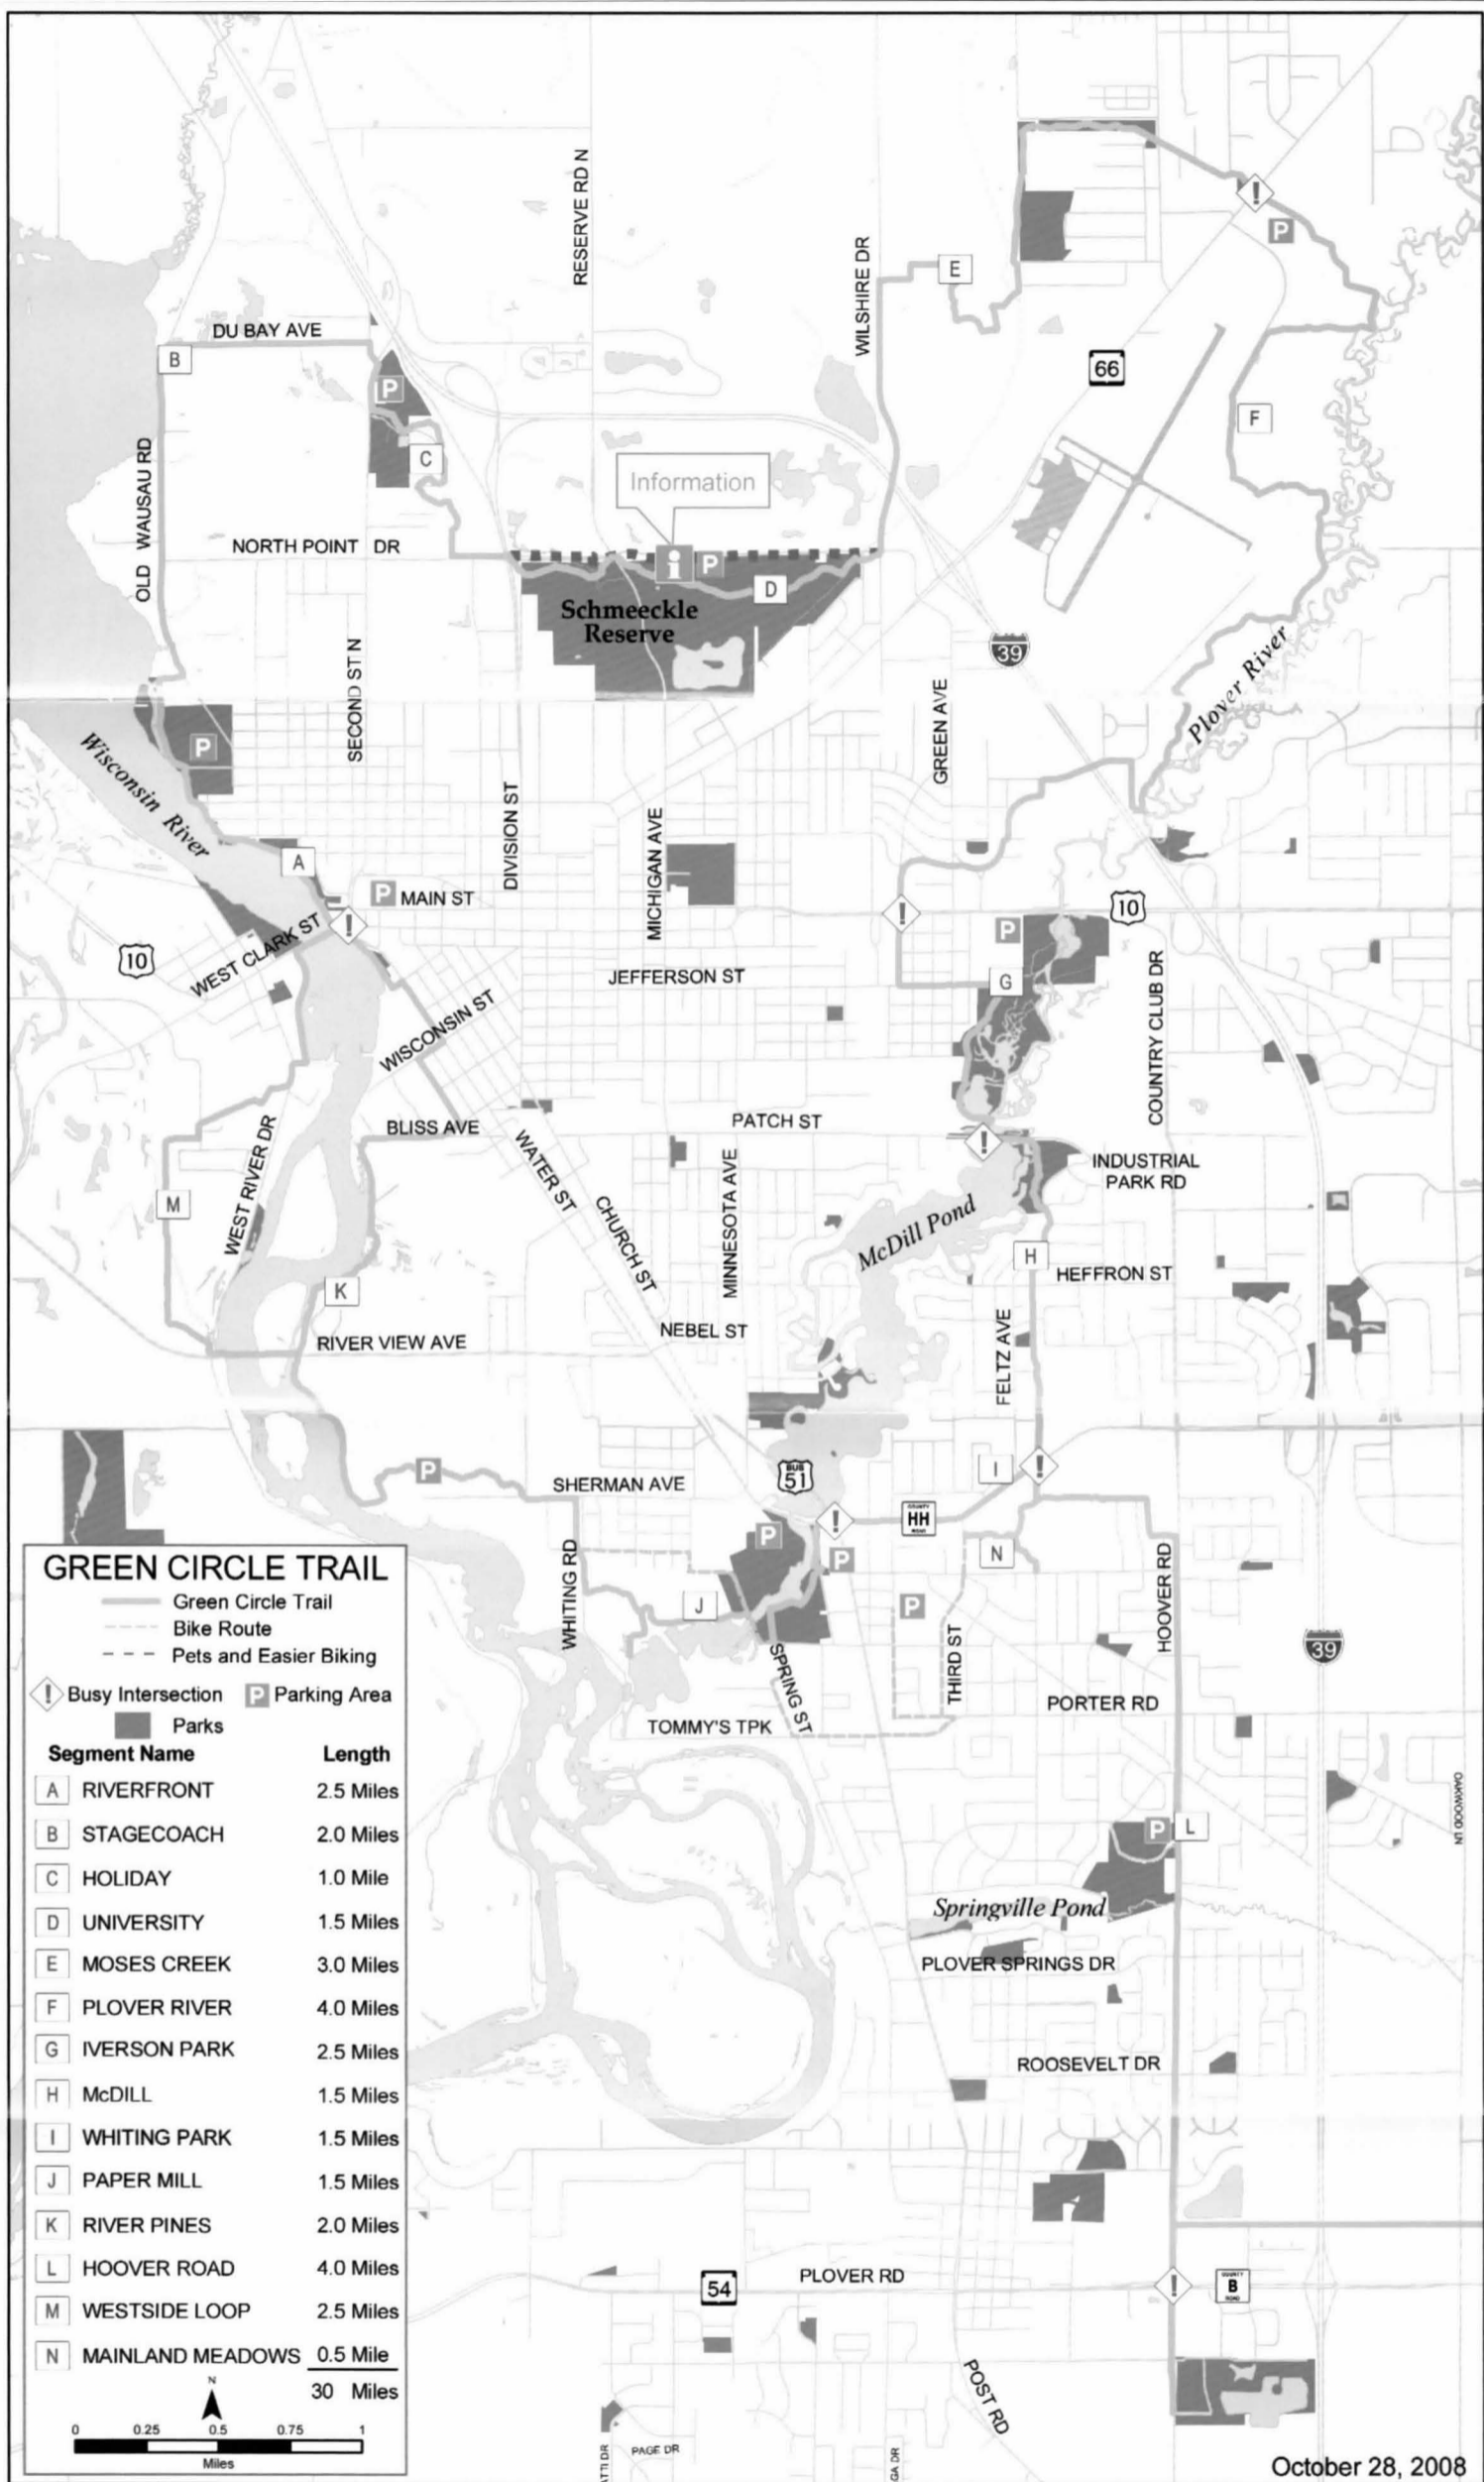 RESERVE RD N
WILSHIRE DR
E
P
DU BAY AVE
B
P
66
F
C
OLD WAUSAU RD
Information
NORTH POINT DR
i
P
D
Schmeeckle
Reserve
39
SECOND ST N
Plover River
GREEN AVE
P
Wisconsin River
DIVISION ST
MICHIGAN AVE
A
P MAIN ST
10
P
10
WEST CLARK ST
JEFFERSON ST
G
WISCONSIN ST
COUNTRY CLUB DR
PATCH ST
BLISS AVE
WATER ST
INDUSTRIAL
PARK RD
WEST RIVER DR
M
MINNESOTA AVE
CHURCH ST
McDill Pond
H
HEFFRON ST
K
NEBEL ST
RIVER VIEW AVE
FELTZ AVE
P
BUS
51
I
SHERMAN AVE
COUNTY
HH
ROAD
P
P
N
WHITING RD
HOOVER RD
J
P
THIRD ST
39
SPRING ST
PORTER RD
TOMMY'S TPK
OAKWOOD LN
P
L
Springville Pond
PLOVER SPRINGS DR
ROOSEVELT DR
54
PLOVER RD
COUNTY
B
ROAD
POST RD
PAGE DR
GREEN CIRCLE TRAIL
Green Circle Trail
Bike Route
Pets and Easier Biking
! Busy Intersection P Parking Area
Parks
Segment Name Length
A RIVERFRONT 2.5 Miles
B STAGECOACH 2.0 Miles
C HOLIDAY 1.0 Mile
D UNIVERSITY 1.5 Miles
E MOSES CREEK 3.0 Miles
F PLOVER RIVER 4.0 Miles
G IVERSON PARK 2.5 Miles
H McDILL 1.5 Miles
I WHITING PARK 1.5 Miles
J PAPER MILL 1.5 Miles
K RIVER PINES 2.0 Miles
L HOOVER ROAD 4.0 Miles
M WESTSIDE LOOP 2.5 Miles
N MAINLAND MEADOWS 0.5 Mile
30 Miles
N
0 0.25 0.5 0.75 1
Miles
October 28, 2008